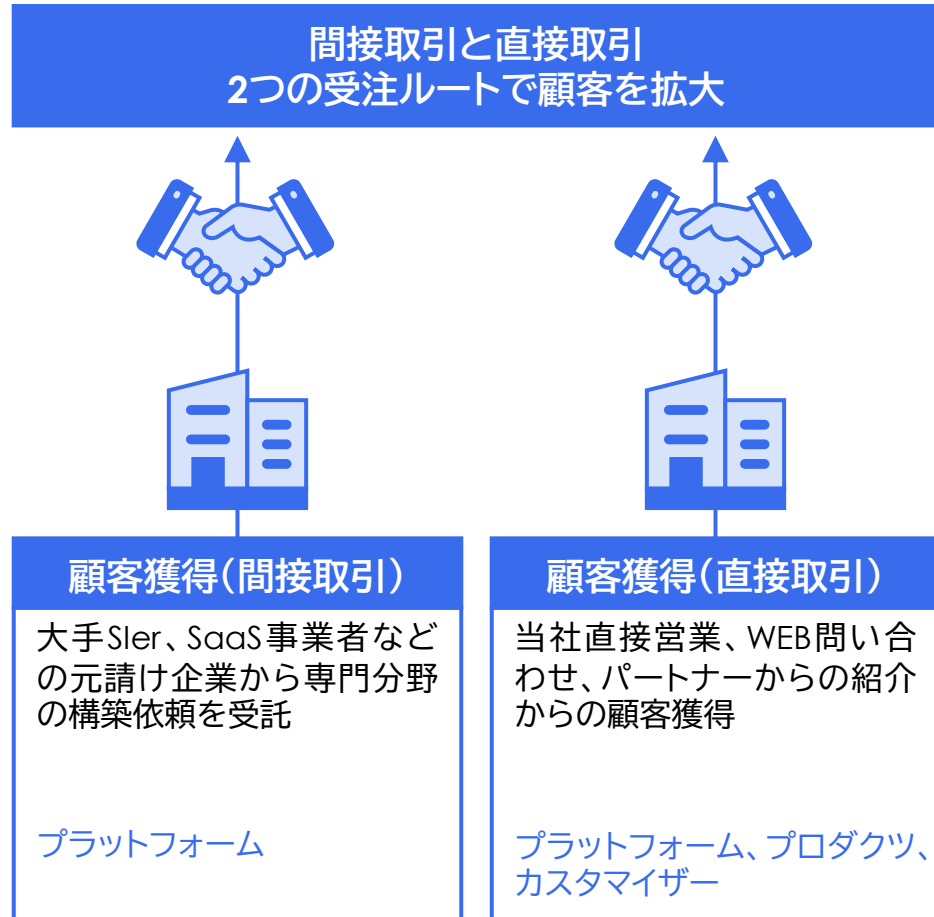 間接取引と直接取引
2つの受注ルートで顧客を拡大
顧客獲得（間接取引）
大手SIer、SaaS事業者など
の元請け企業から専門分野
の構築依頼を受託
プラットフォーム
顧客獲得（直接取引）
当社直接営業、WEB問い合
わせ、パートナーからの紹介
からの顧客獲得
プラットフォーム、プロダクツ、
カスタマイザー